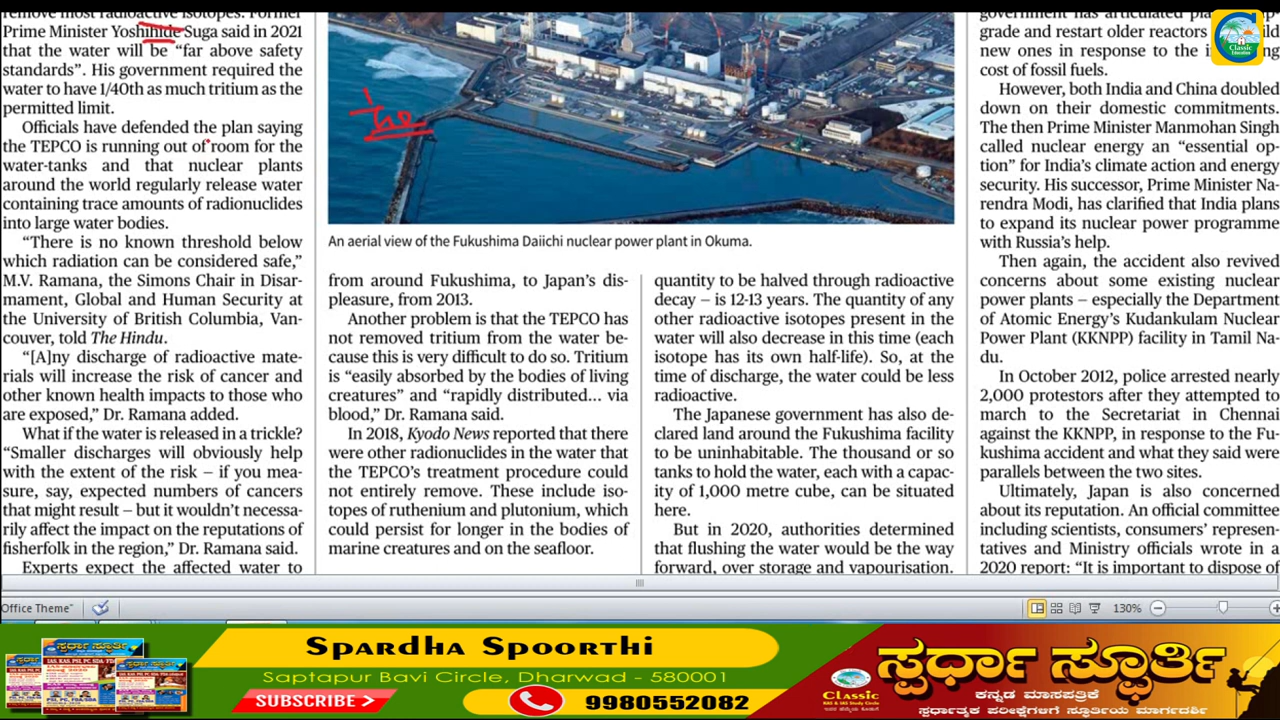 remove most radioactive isotopes. Former
Prime Minister Yoshihide Suga said in 2021
that the water will be “far above safety
standards”. His government required the
water to have 1/40th as much tritium as the
permitted limit.
Officials have defended the plan saying
the TEPCO is running out of room for the
water-tanks and that nuclear plants
around the world regularly release water
containing trace amounts of radionuclides
into large water bodies.
“There is no known threshold below
which radiation can be considered safe,”
M.V. Ramana, the Simons Chair in Disar-
mament, Global and Human Security at
the University of British Columbia, Van-
couver, told The Hindu.
“[A]ny discharge of radioactive mate-
rials will increase the risk of cancer and
other known health impacts to those who
are exposed,” Dr. Ramana added.
What if the water is released in a trickle?
“Smaller discharges will obviously help
with the extent of the risk – if you mea-
sure, say, expected numbers of cancers
that might result – but it wouldn’t necessa-
rily affect the impact on the reputations of
fisherfolk in the region,” Dr. Ramana said.
Experts expect the affected water to
An aerial view of the Fukushima Daiichi nuclear power plant in Okuma.
from around Fukushima, to Japan’s dis-
pleasure, from 2013.
Another problem is that the TEPCO has
not removed tritium from the water be-
cause this is very difficult to do so. Tritium
is “easily absorbed by the bodies of living
creatures” and “rapidly distributed... via
blood,” Dr. Ramana said.
In 2018, Kyodo News reported that there
were other radionuclides in the water that
the TEPCO’s treatment procedure could
not entirely remove. These include iso-
topes of ruthenium and plutonium, which
could persist for longer in the bodies of
marine creatures and on the seafloor.
quantity to be halved through radioactive
decay – is 12-13 years. The quantity of any
other radioactive isotopes present in the
water will also decrease in this time (each
isotope has its own half-life). So, at the
time of discharge, the water could be less
radioactive.
The Japanese government has also de-
clared land around the Fukushima facility
to be uninhabitable. The thousand or so
tanks to hold the water, each with a capac-
ity of 1,000 metre cube, can be situated
here.
But in 2020, authorities determined
that flushing the water would be the way
forward, over storage and vapourisation.
government has articulated
grade and restart older reactors
new ones in response to the
cost of fossil fuels.
However, both India and China doubled
down on their domestic commitments.
The then Prime Minister Manmohan Singh
called nuclear energy an “essential op-
tion” for India’s climate action and energy
security. His successor, Prime Minister Na-
rendra Modi, has clarified that India plans
to expand its nuclear power programme
with Russia’s help.
Then again, the accident also revived
concerns about some existing nuclear
power plants – especially the Department
of Atomic Energy’s Kudankulam Nuclear
Power Plant (KKNPP) facility in Tamil Na-
du.
In October 2012, police arrested nearly
2,000 protestors after they attempted to
march to the Secretariat in Chennai
against the KKNPP, in response to the Fu-
kushima accident and what they said were
parallels between the two sites.
Ultimately, Japan is also concerned
about its reputation. An official committee
including scientists, consumers’ represen-
tatives and Ministry officials wrote in a
2020 report: “It is important to dispose of
Classic
Education
Office Theme"
130%
Spardha Spoorthi
Saptapur Bavi Circle, Dharwad - 580001
SUBSCRIBE
9980552082
Classic
ಸ್ಪರ್ಧಾ ಸ್ಫೂರ್ತಿ
ಕನ್ನಡ ಮಾಸಪತ್ರಿಕೆ
ಸ್ಪರ್ಧಾತ್ಮಕ ಪರೀಕ್ಷೆಗಳಿಗೆ ಸ್ಫೂರ್ತಿಯ ಮಾರ್ಗದರ್ಶಿ